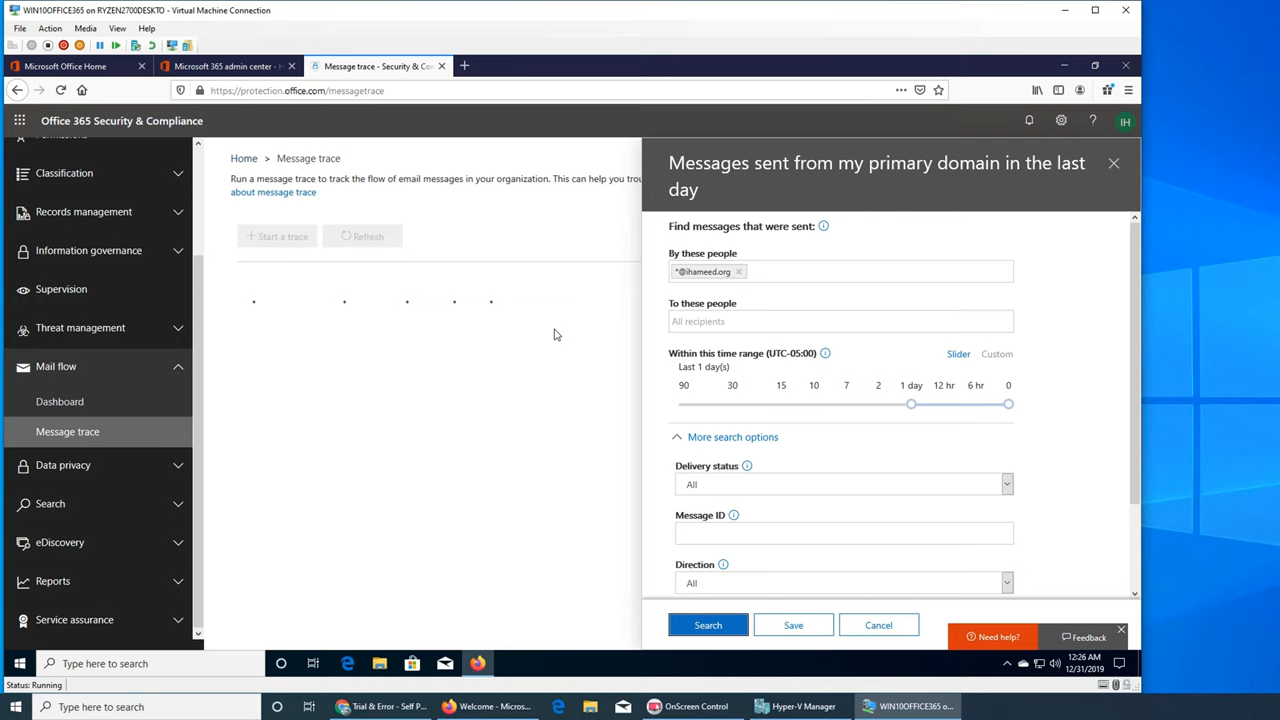 WIN10OFFICE365 on RYZEN2700DESKTO - Virtual Machine Connection
File Action Media View Help
Microsoft Office Home
Microsoft 365 admin center - H
Message trace - Security & Co
https://protection.office.com/messagetrace
Office 365 Security & Compliance
IH
Classification
Records management
Information governance
Supervision
Threat management
Mail flow
Dashboard
Message trace
Data privacy
Search
eDiscovery
Reports
Service assurance
Home > Message trace
Run a message trace to track the flow of email messages in your organization. This can help you trou
about message trace
Start a trace
Refresh
Messages sent from my primary domain in the last
day
Find messages that were sent:
By these people
*@ihameed.org
To these people
All recipients
Within this time range (UTC-05:00)
Slider Custom
Last 1 day(s)
90 30 15 10 7 2 1 day 12 hr 6 hr 0
More search options
Delivery status
All
Message ID
Direction
All
Search Save Cancel
Need help?
Feedback
Type here to search
12:26 AM
12/31/2019
Status: Running
Type here to search
Trial & Error - Self P...
Welcome - Micros...
OnScreen Control
Hyper-V Manager
WIN10OFFICE365 o...